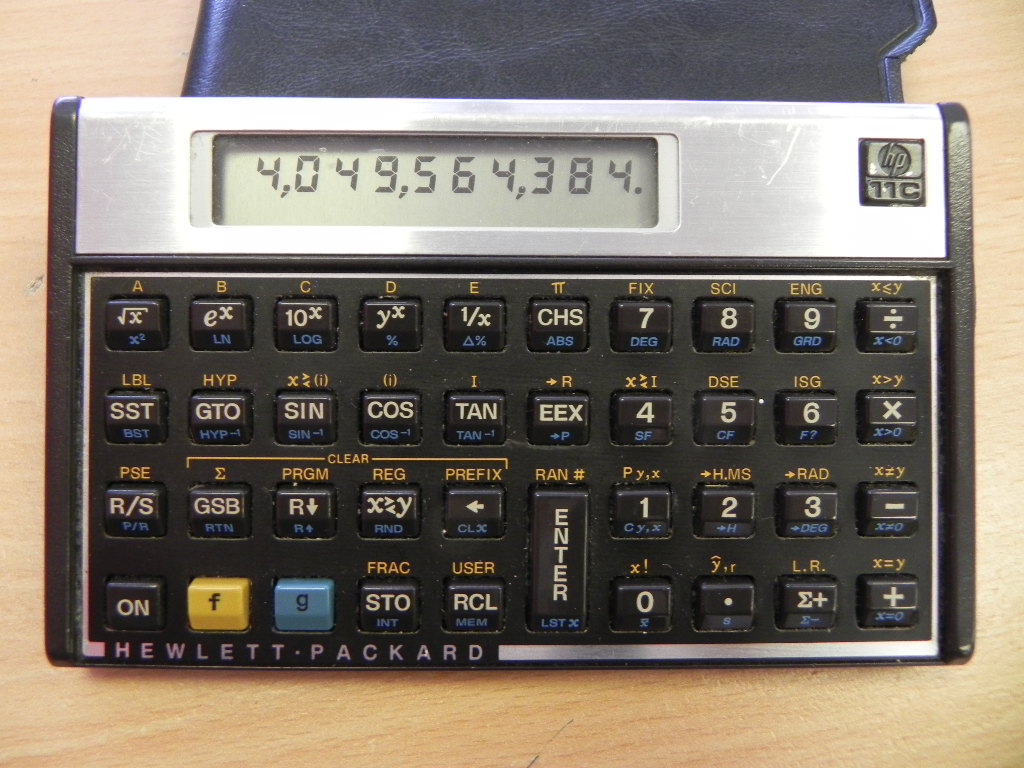 4,049,564,384.
hp
11C
A B C D E π FIX SCI ENG x≤y
√x e^x 10^x y^x 1/x CHS 7 8 9 ÷
x² LN LOG % Δ% ABS DEG RAD GRD x<0
LBL HYP x≷(i) (i) I →R x≷I DSE ISG x>y
SST GTO SIN COS TAN EEX 4 5 6 ×
BST HYP⁻¹ SIN⁻¹ COS⁻¹ TAN⁻¹ →P SF CF F? x>0
CLEAR
PSE Σ PRGM REG PREFIX RAN # Py,x →H.MS →RAD x≠y
R/S GSB R↓ x≷y ← ENTER 1 2 3 −
P/R RTN R↑ RND CLx Cy,x →H →DEG x≠0
FRAC USER x! ŷ,r L.R. x=y
ON f g STO RCL 0 · Σ+ +
INT MEM LSTx x̄ s Σ− x=0
HEWLETT·PACKARD